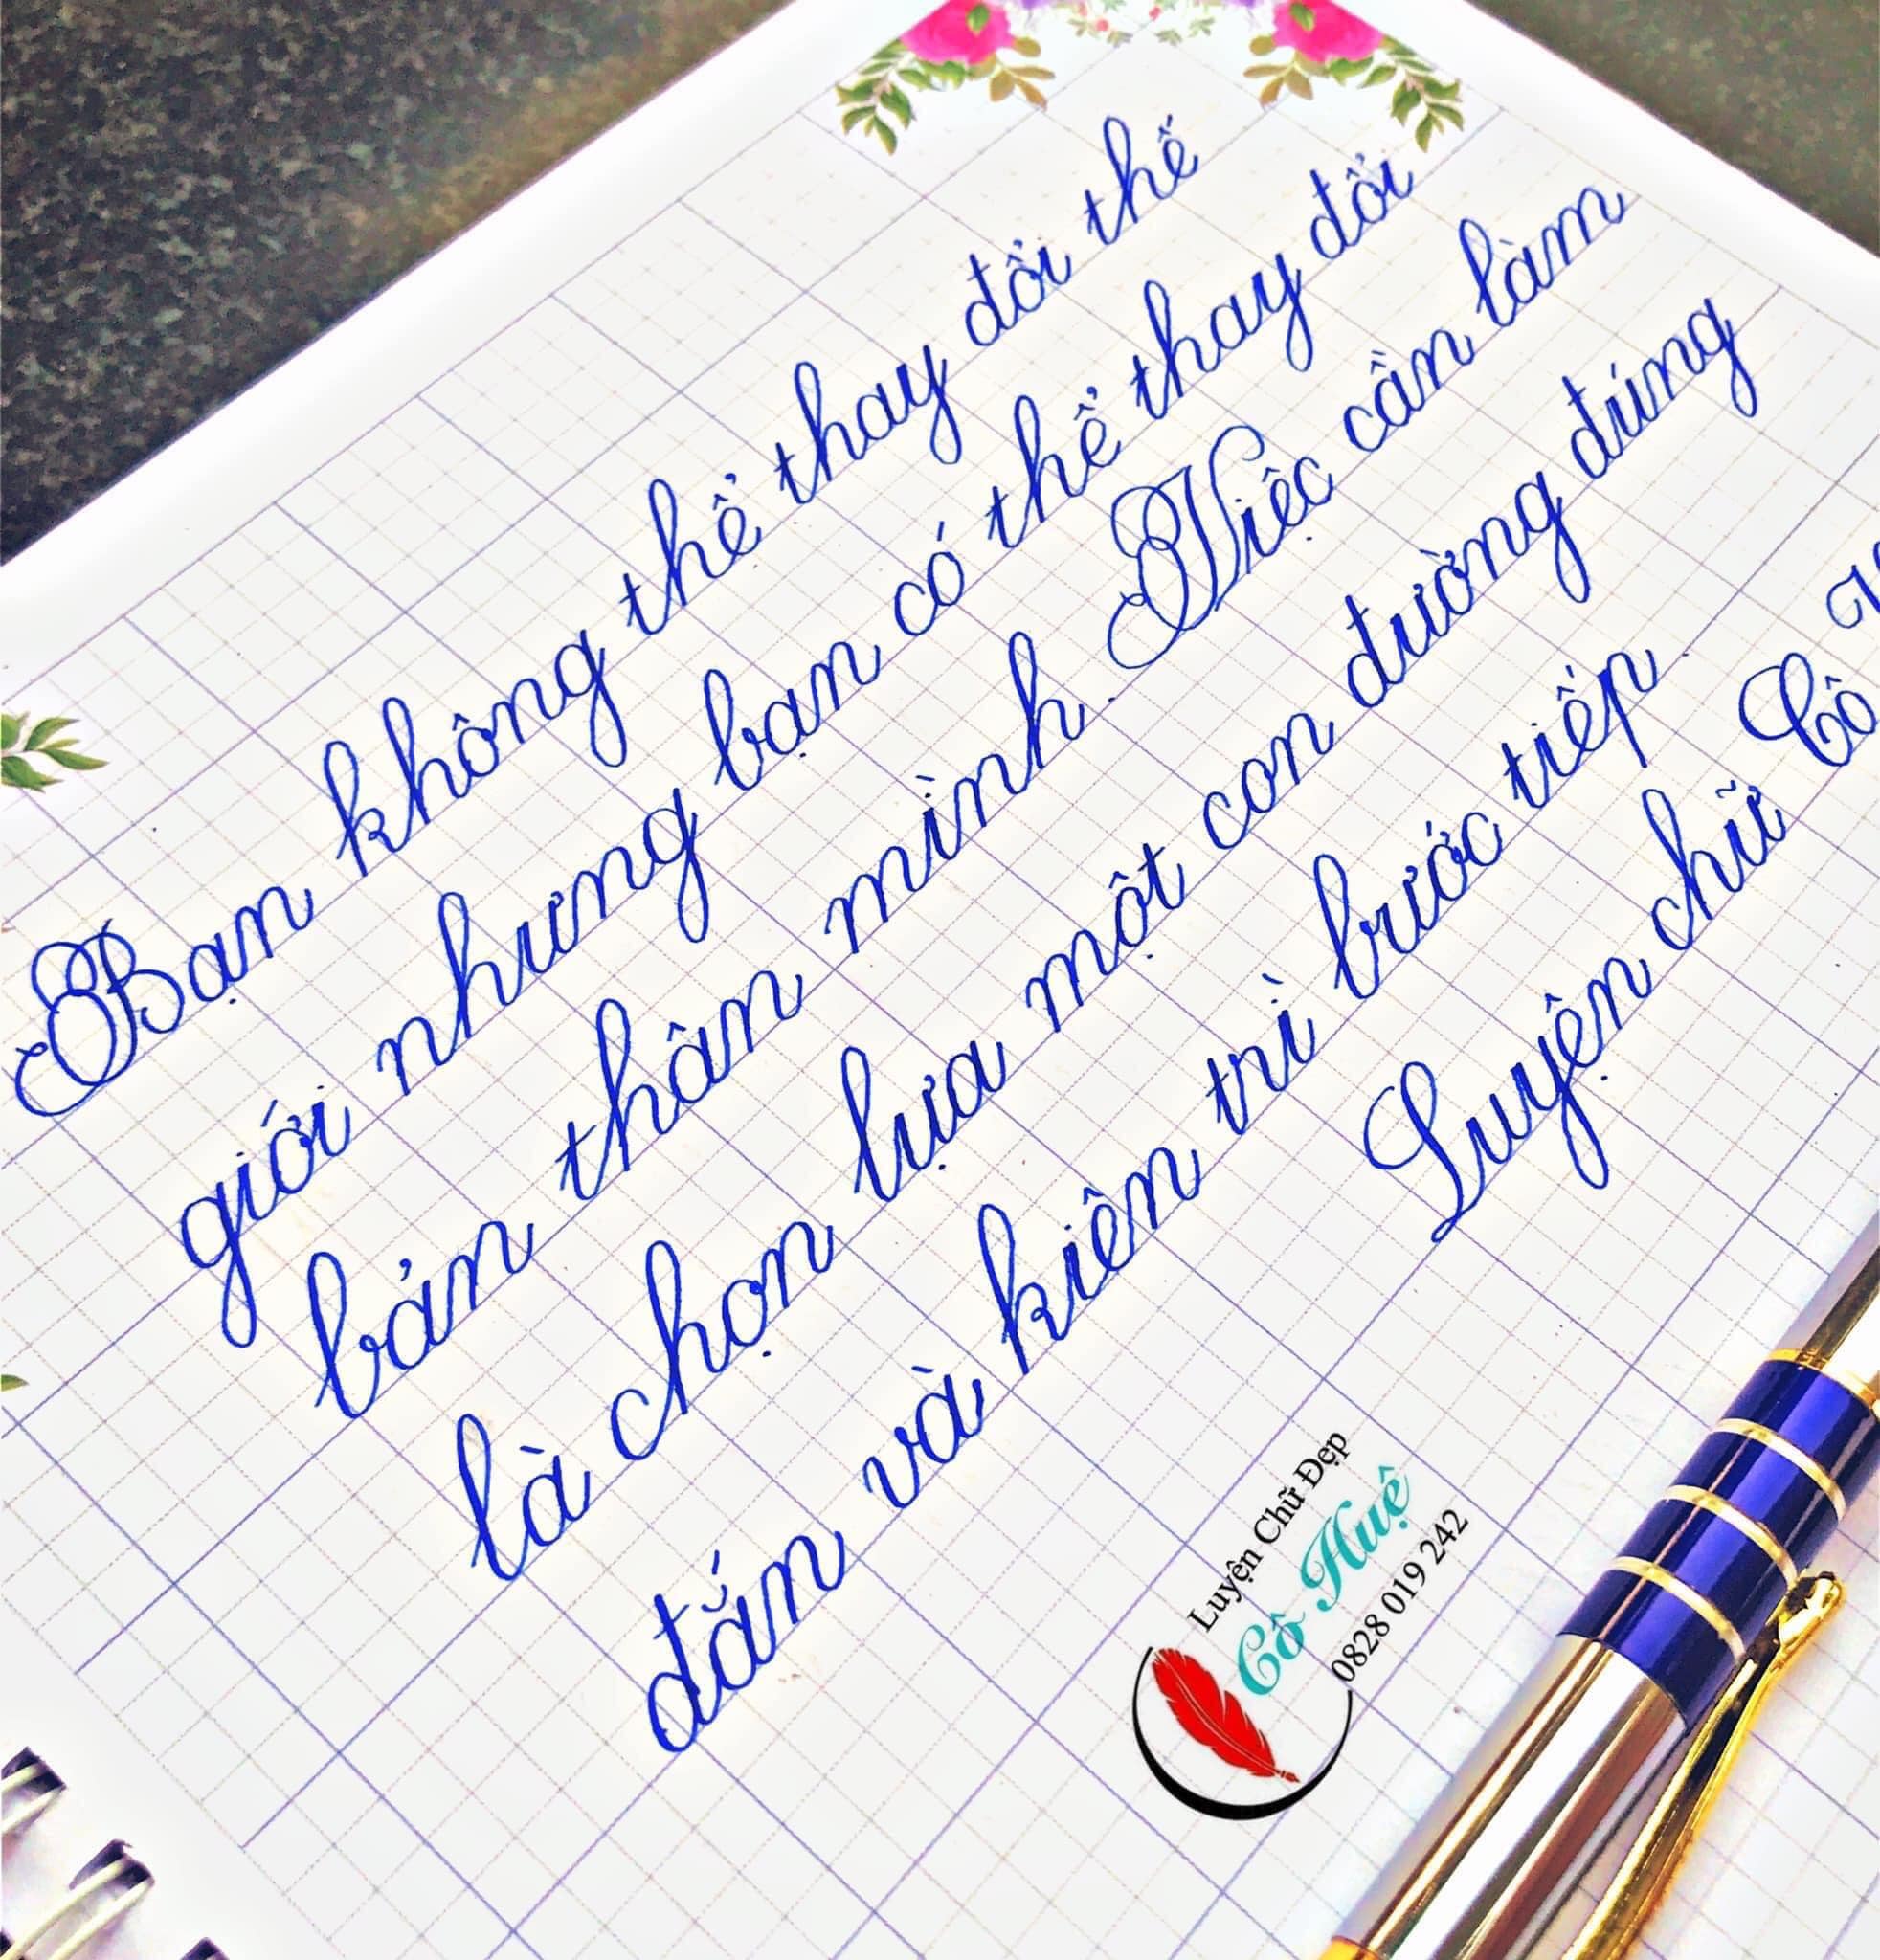 Bạn không thể thay đổi thế
giới nhưng bạn có thể thay đổi
bản thân mình. Việc cần làm
là chọn lựa một con đường đúng
đắn và kiên trì bước tiếp.
Luyện chữ Cô
Luyện Chữ Đẹp
Cô Huệ
0828 019 242